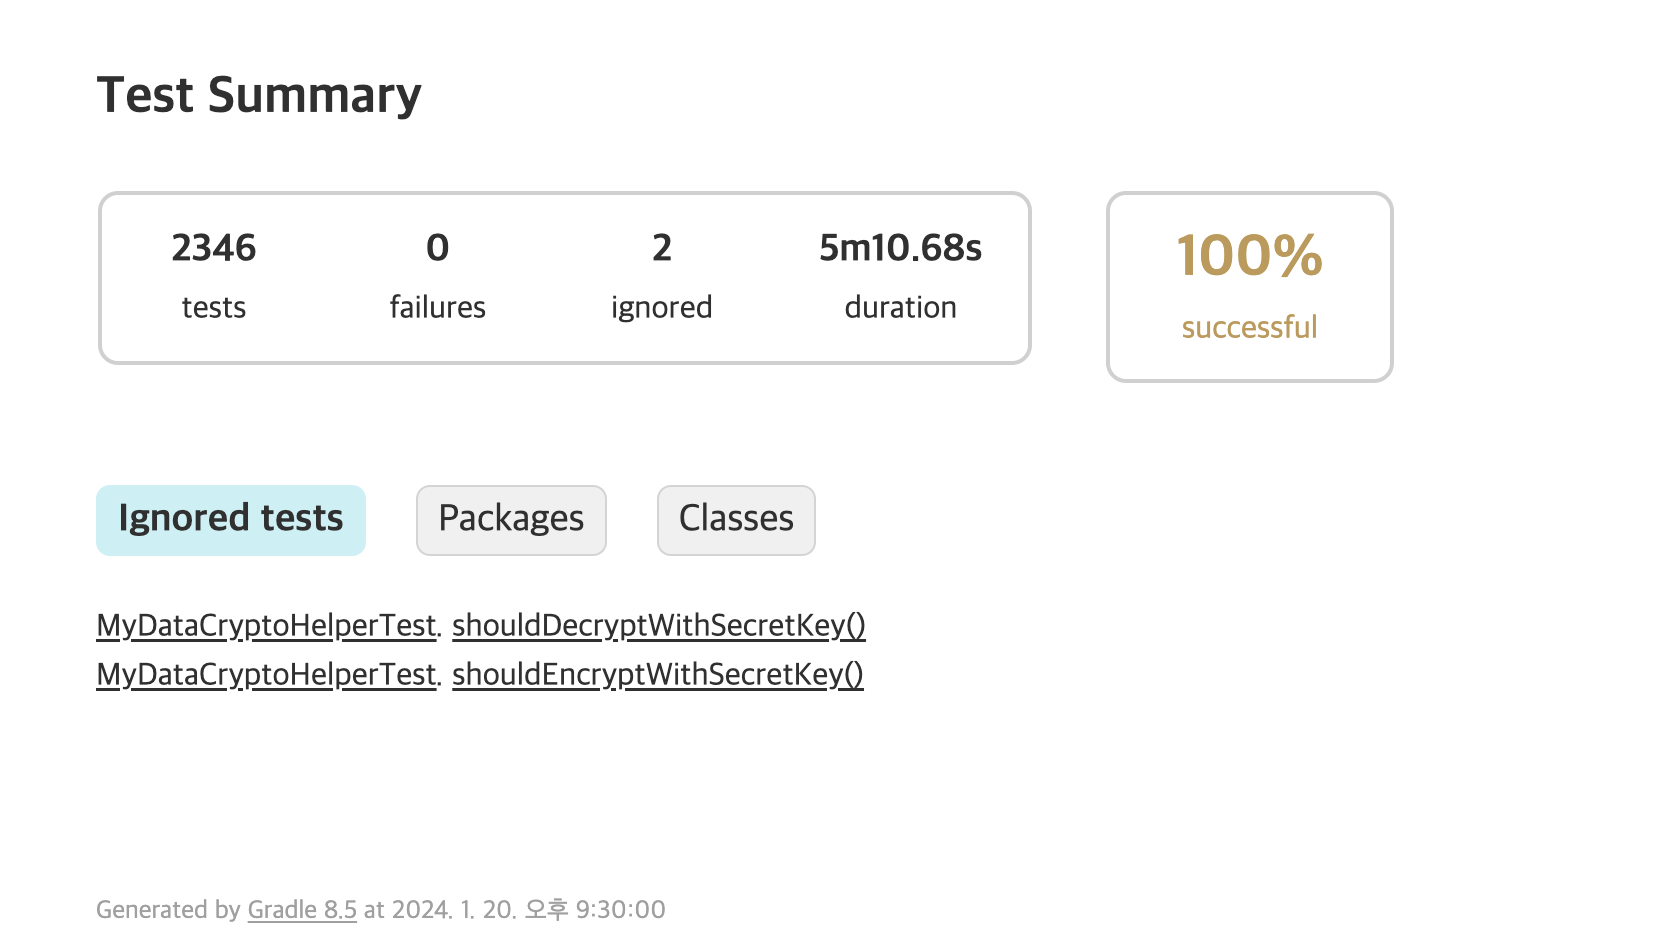 Test Summary
2346 0 2 5m10.68s
tests failures ignored duration
100%
successful
Ignored tests Packages Classes
MyDataCryptoHelperTest. shouldDecryptWithSecretKey()
MyDataCryptoHelperTest. shouldEncryptWithSecretKey()
Generated by Gradle 8.5 at 2024. 1. 20. 오후 9:30:00